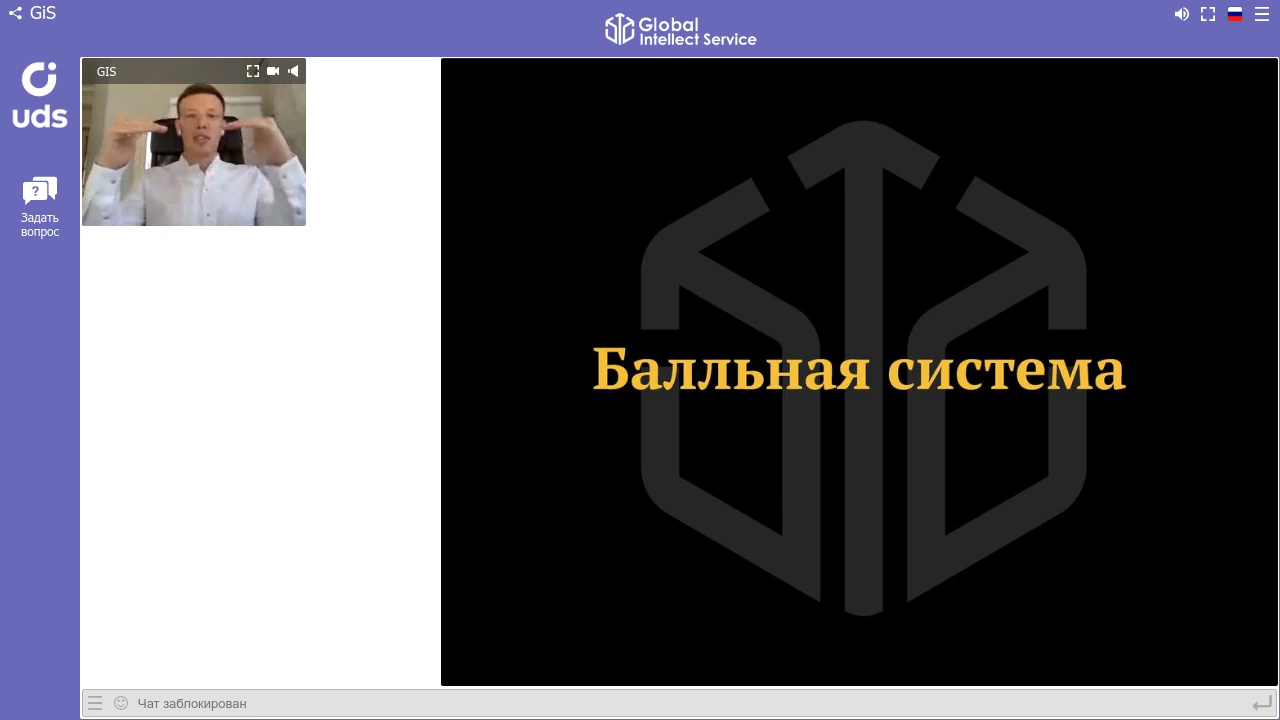 GiS
Global
Intellect Service
uds
GIS
Задать
вопрос
Балльная система
Чат заблокирован